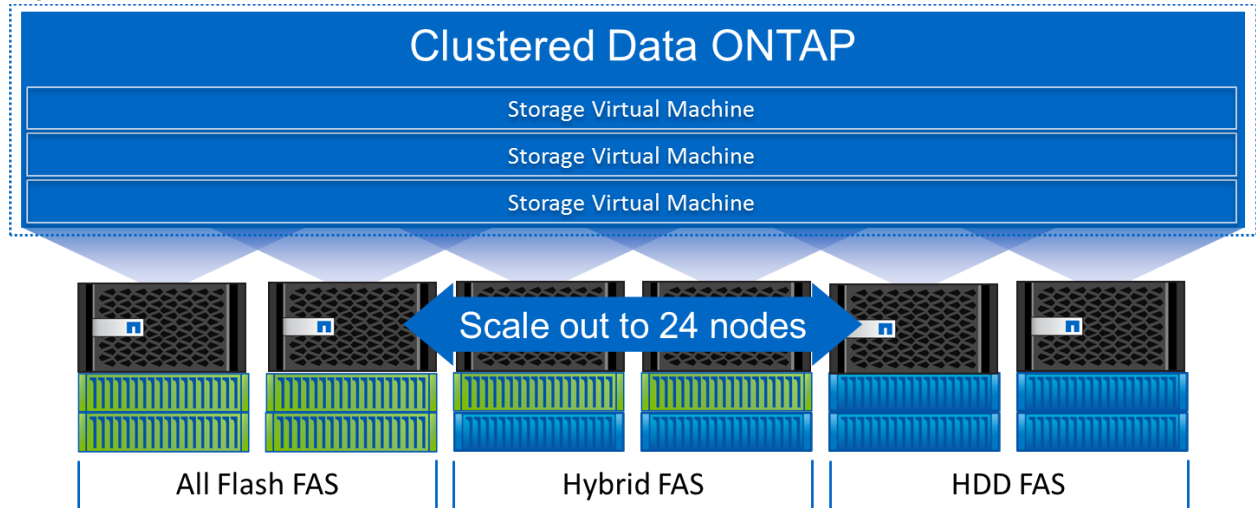 Clustered Data ONTAP
Storage Virtual Machine
Storage Virtual Machine
Storage Virtual Machine
Scale out to 24 nodes
All Flash FAS
Hybrid FAS
HDD FAS